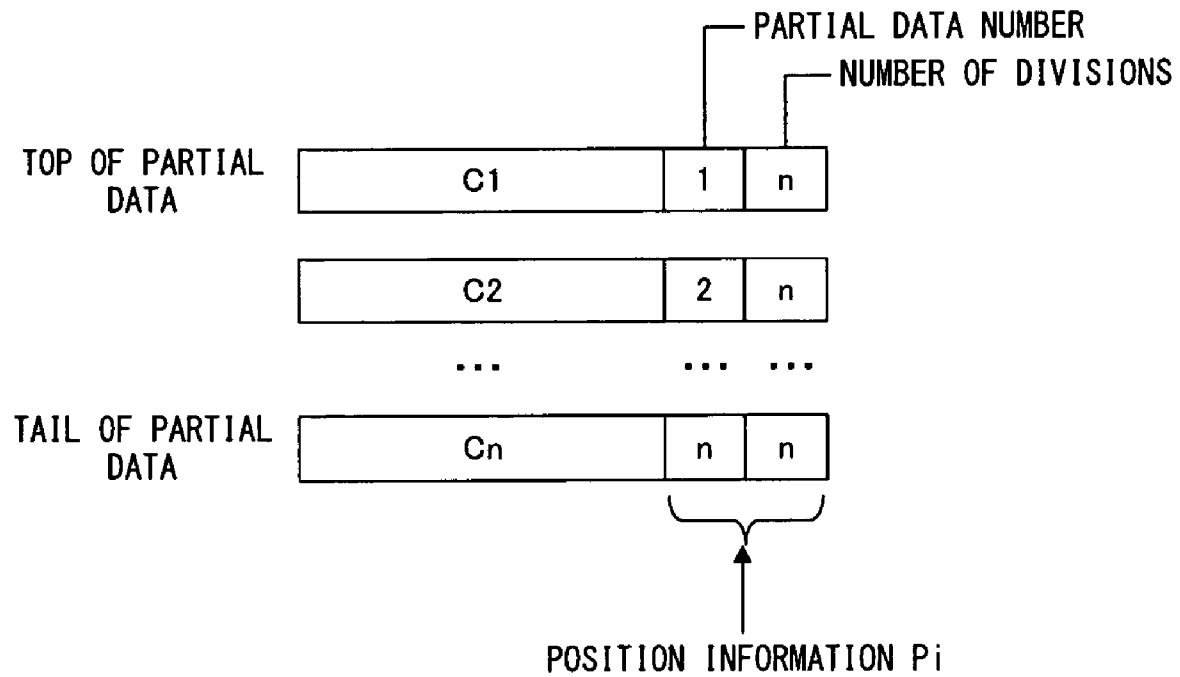 PARTIAL DATA NUMBER
NUMBER OF DIVISIONS
TOP OF PARTIAL
DATA
C1 1 n
C2 2 n
... ... ...
TAIL OF PARTIAL
DATA
Cn n n
POSITION INFORMATION Pi